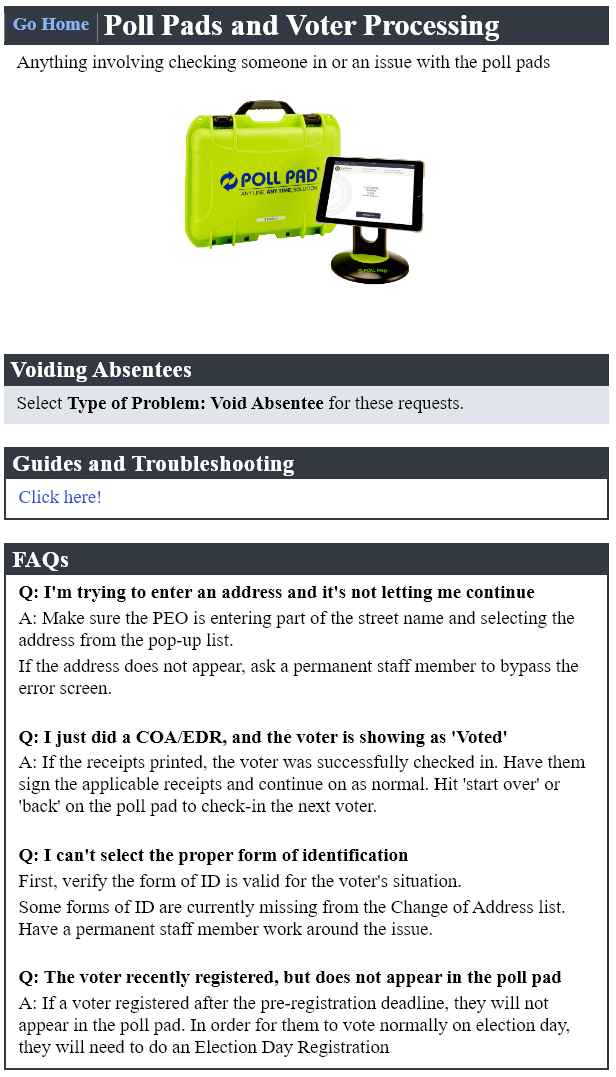 Go Home Poll Pads and Voter Processing
Anything involving checking someone in or an issue with the poll pads
POLL PAD®
ANY LINE, ANY TIME, SOLUTION
POLL PAD
Voiding Absentees
Select Type of Problem: Void Absentee for these requests.
Guides and Troubleshooting
Click here!
FAQs
Q: I'm trying to enter an address and it's not letting me continue
A: Make sure the PEO is entering part of the street name and selecting the
address from the pop-up list.
If the address does not appear, ask a permanent staff member to bypass the
error screen.
Q: I just did a COA/EDR, and the voter is showing as 'Voted'
A: If the receipts printed, the voter was successfully checked in. Have them
sign the applicable receipts and continue on as normal. Hit 'start over' or
'back' on the poll pad to check-in the next voter.
Q: I can't select the proper form of identification
First, verify the form of ID is valid for the voter's situation.
Some forms of ID are currently missing from the Change of Address list.
Have a permanent staff member work around the issue.
Q: The voter recently registered, but does not appear in the poll pad
A: If a voter registered after the pre-registration deadline, they will not
appear in the poll pad. In order for them to vote normally on election day,
they will need to do an Election Day Registration